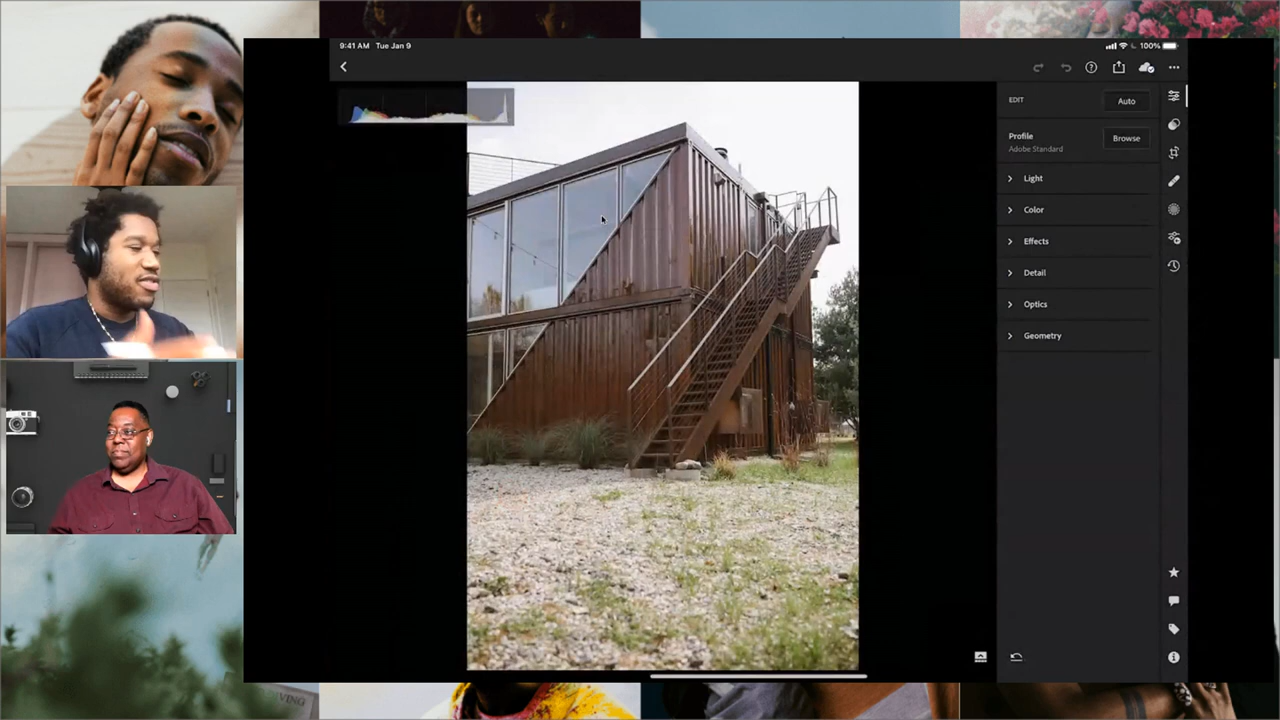 9:41 AM Tue Jan 9
100%
EDIT
Auto
Profile
Adobe Standard
Browse
Light
Color
Effects
Detail
Optics
Geometry
VING